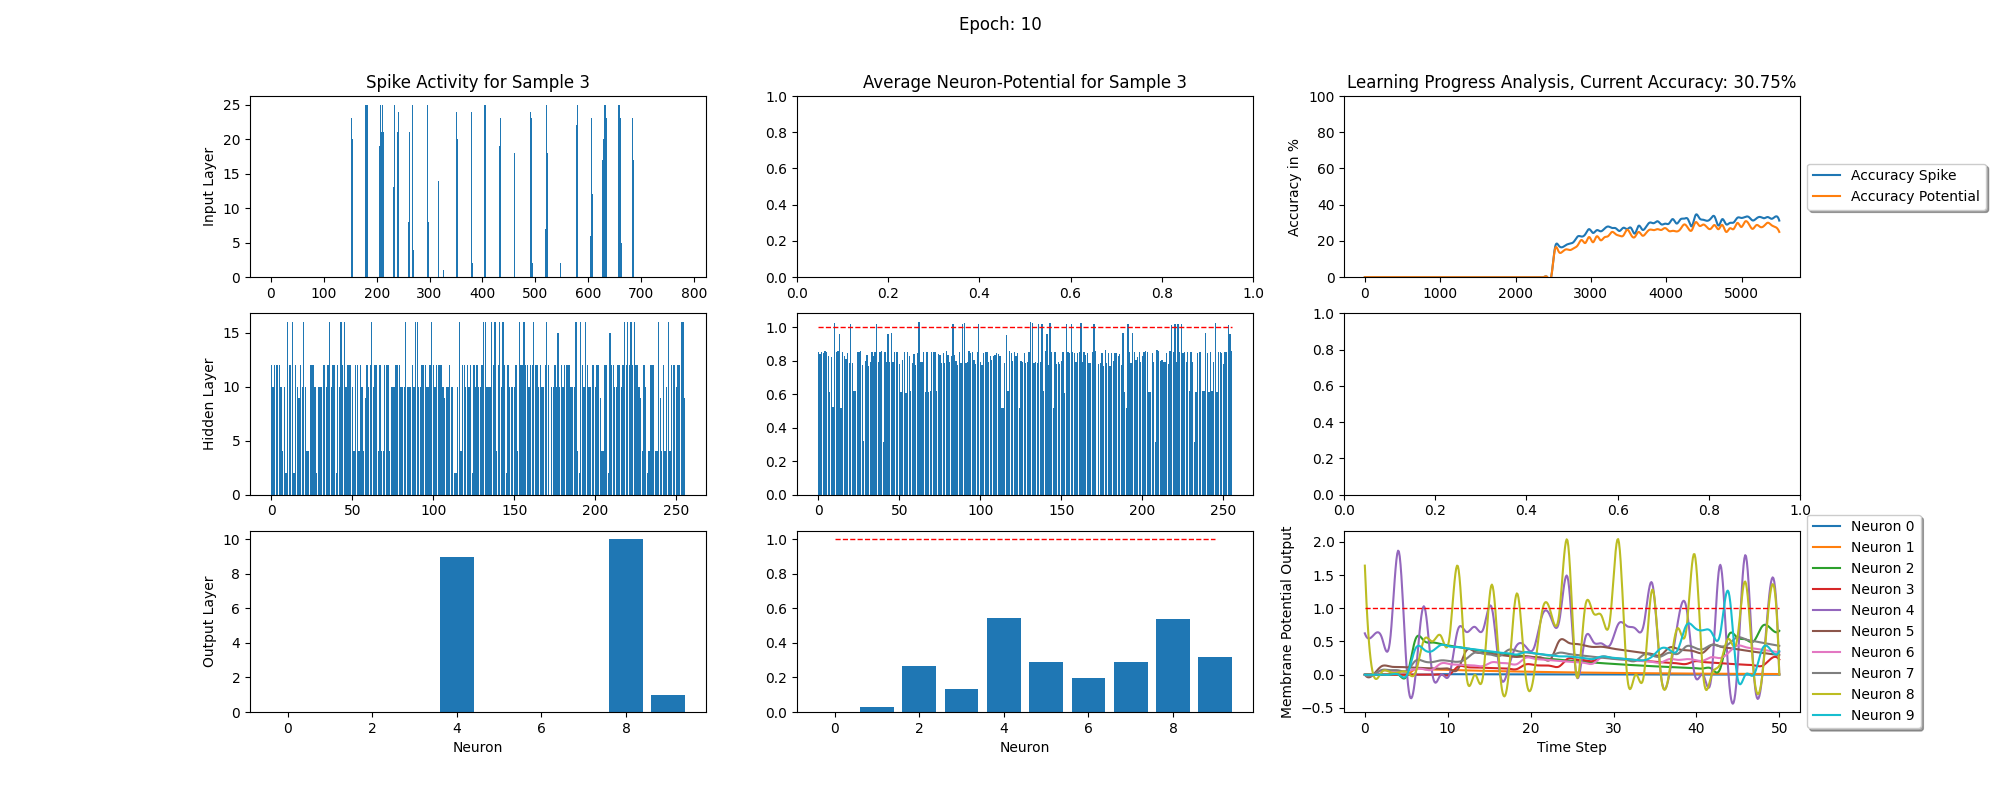 Epoch: 10
Spike Activity for Sample 3
Input Layer
25
20
15
10
5
0
0 100 200 300 400 500 600 700 800
Average Neuron-Potential for Sample 3
1.0
0.8
0.6
0.4
0.2
0.0
0.0 0.2 0.4 0.6 0.8 1.0
Learning Progress Analysis, Current Accuracy: 30.75%
Accuracy in %
100
80
60
40
20
0
0 1000 2000 3000 4000 5000
Accuracy Spike
Accuracy Potential
Hidden Layer
15
10
5
0
0 50 100 150 200 250
1.0
0.8
0.6
0.4
0.2
0.0
0 50 100 150 200 250
1.0
0.8
0.6
0.4
0.2
0.0
0.0 0.2 0.4 0.6 0.8 1.0
Output Layer
10
8
6
4
2
0
0 2 4 6 8
Neuron
1.0
0.8
0.6
0.4
0.2
0.0
0 2 4 6 8
Neuron
Membrane Potential Output
2.0
1.5
1.0
0.5
0.0
−0.5
0 10 20 30 40 50
Time Step
Neuron 0
Neuron 1
Neuron 2
Neuron 3
Neuron 4
Neuron 5
Neuron 6
Neuron 7
Neuron 8
Neuron 9